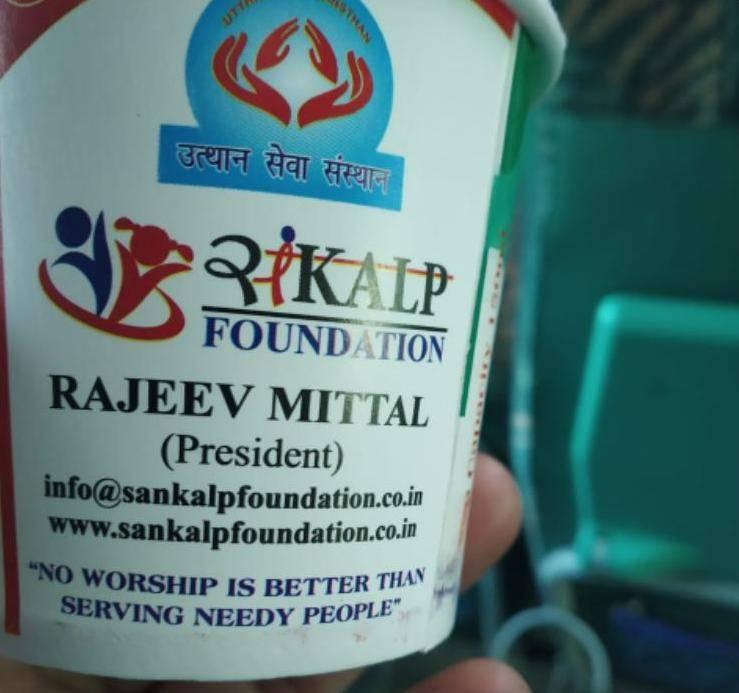 उत्थान सेवा संस्थान
संKALP
FOUNDATION
RAJEEV MITTAL
(President)
info@sankalpfoundation.co.in
www.sankalpfoundation.co.in
"NO WORSHIP IS BETTER THAN
SERVING NEEDY PEOPLE"